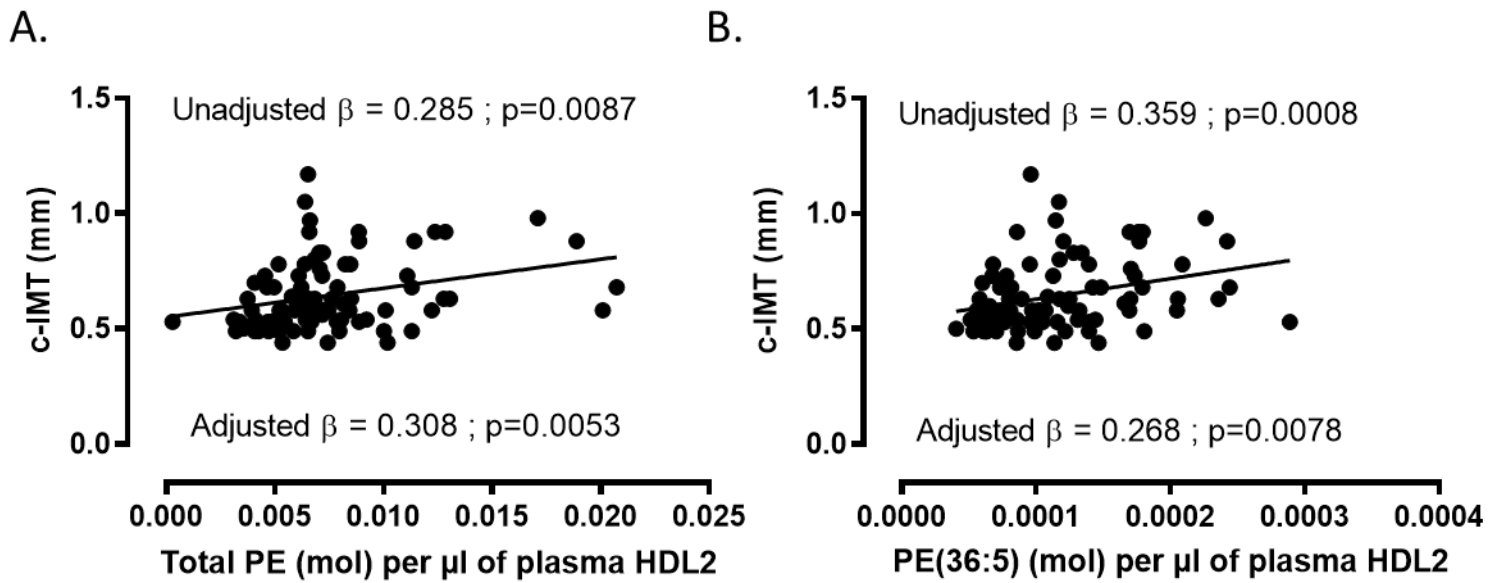 A.
1.5
Unadjusted β = 0.285 ; p=0.0087
1.0
c-IMT (mm)
0.5
Adjusted β = 0.308 ; p=0.0053
0.0
0.000 0.005 0.010 0.015 0.020 0.025
Total PE (mol) per µl of plasma HDL2
B.
1.5
Unadjusted β = 0.359 ; p=0.0008
1.0
c-IMT (mm)
0.5
Adjusted β = 0.268 ; p=0.0078
0.0
0.0000 0.0001 0.0002 0.0003 0.0004
PE(36:5) (mol) per µl of plasma HDL2